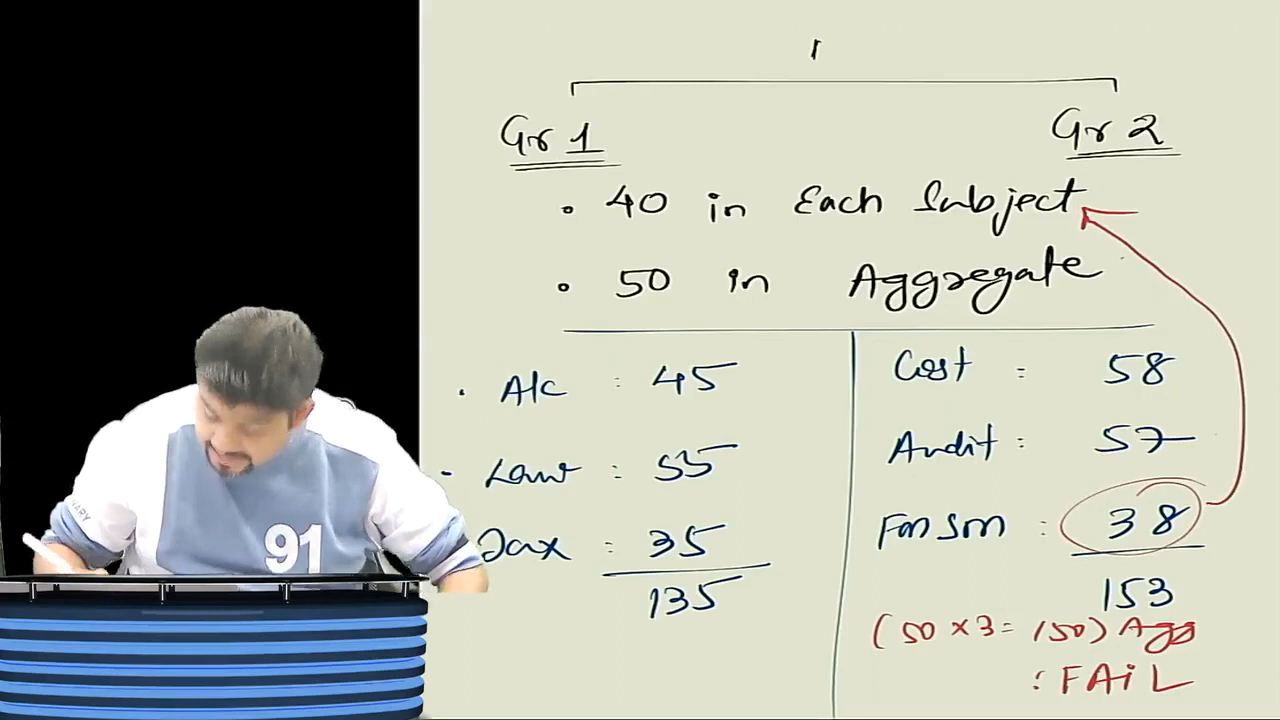 Gr 1 Gr 2
• 40 in Each Subject
• 50 in Aggregate
• A/c : 45
• Law : 55
Tax : 35
135
Cost : 58
Audit : 57
Fm Sm : 38
153
(50 x 3 = 150) Agg
: FAiL
91